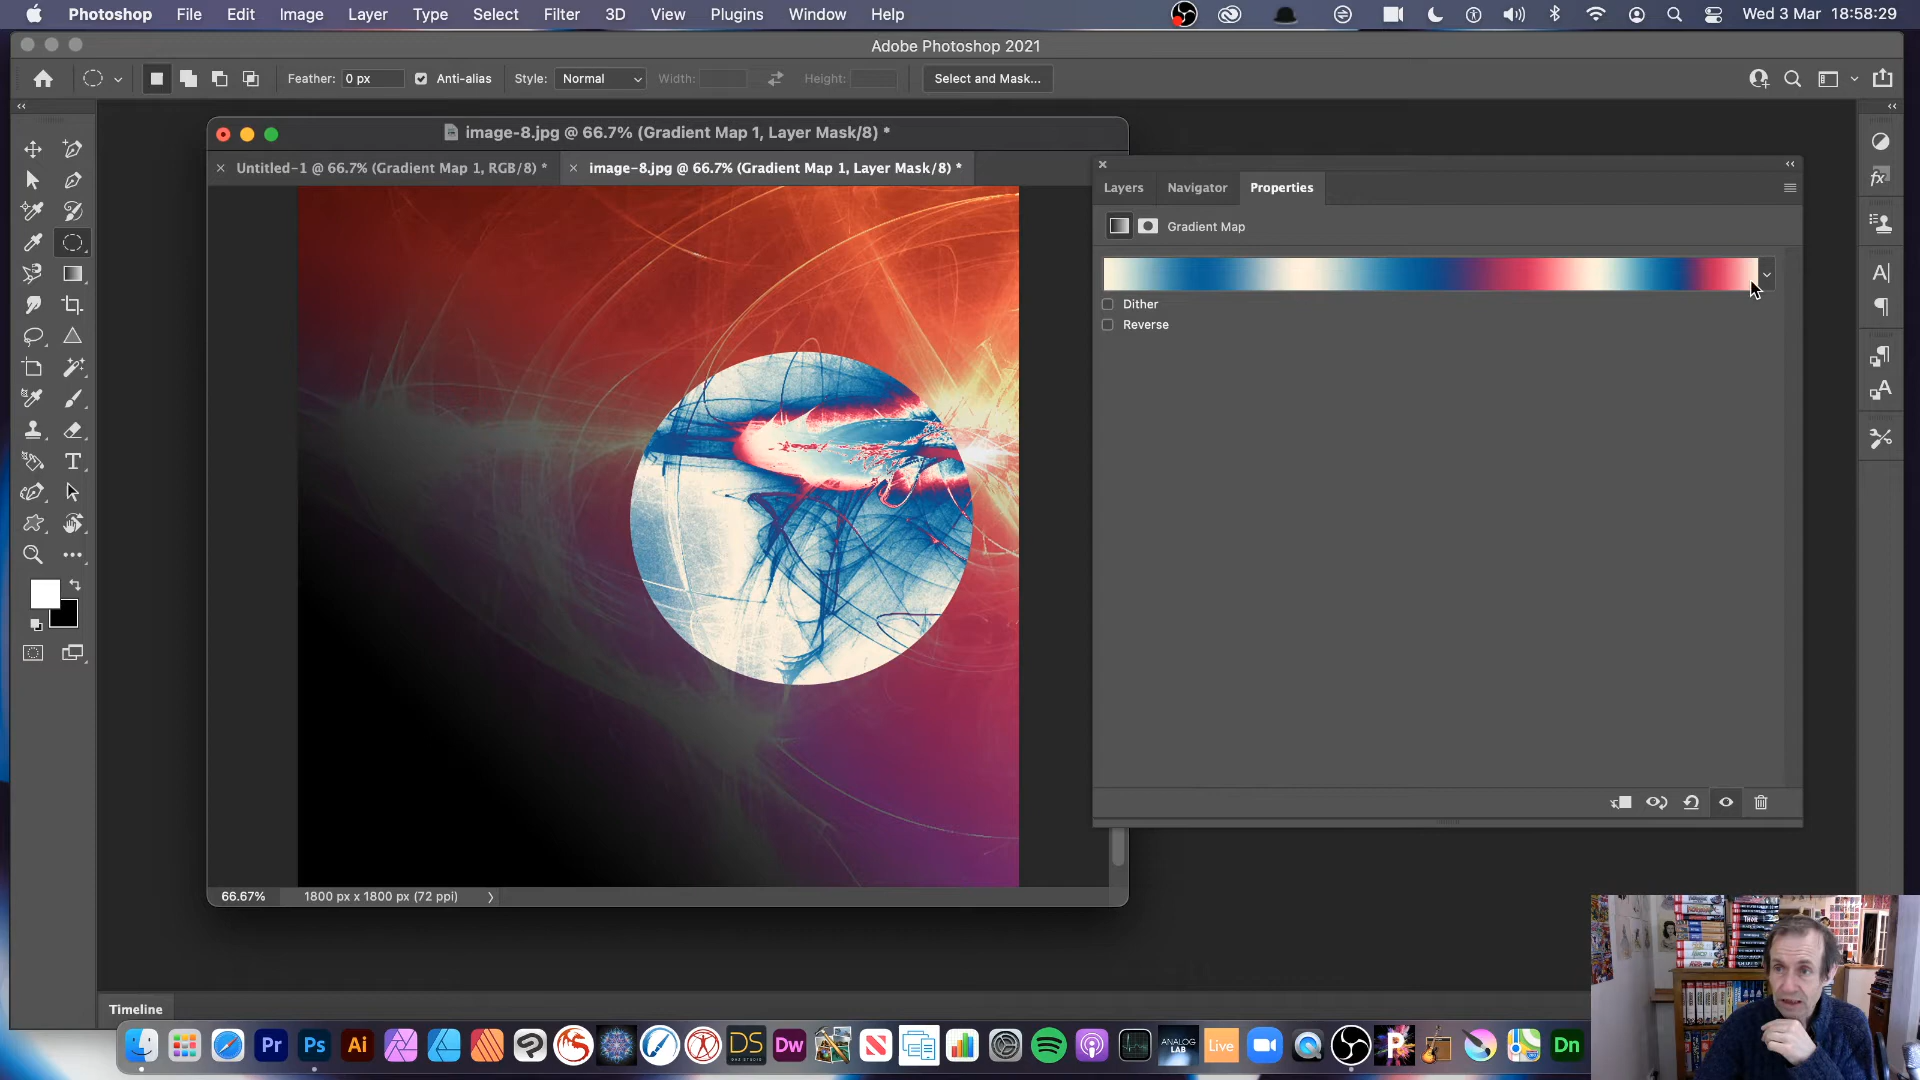 Photoshop File Edit Image Layer Type Select Filter 3D View Plugins Window Help Wed 3 Mar 18:58:29
Adobe Photoshop 2021
Feather: 0 px Anti-alias Style: Normal Width: Height: Select and Mask...
image-8.jpg @ 66.7% (Gradient Map 1, Layer Mask/8) *
Untitled-1 @ 66.7% (Gradient Map 1, RGB/8) * image-8.jpg @ 66.7% (Gradient Map 1, Layer Mask/8) *
Layers Navigator Properties
Gradient Map
Dither
Reverse
66.67% 1800 px x 1800 px (72 ppi)
Timeline
Pr Ps Ai DS Dw ANALOG LAB Live P Dn